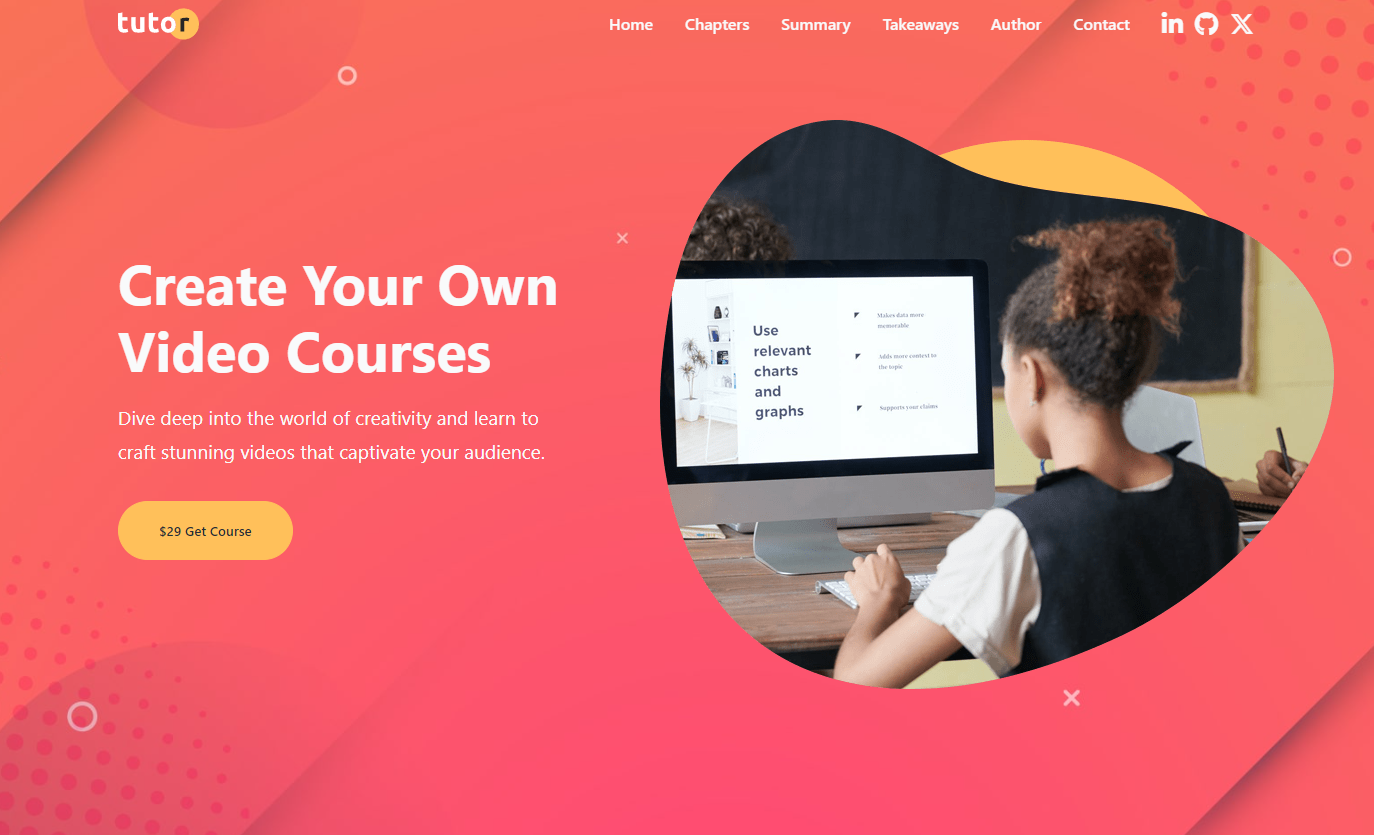 tutor
Home Chapters Summary Takeaways Author Contact in X
Create Your Own
Video Courses
Dive deep into the world of creativity and learn to
craft stunning videos that captivate your audience.
$29 Get Course
Use
relevant
charts
and
graphs
Makes data more
memorable
Adds more context to
the topic
Supports your claims